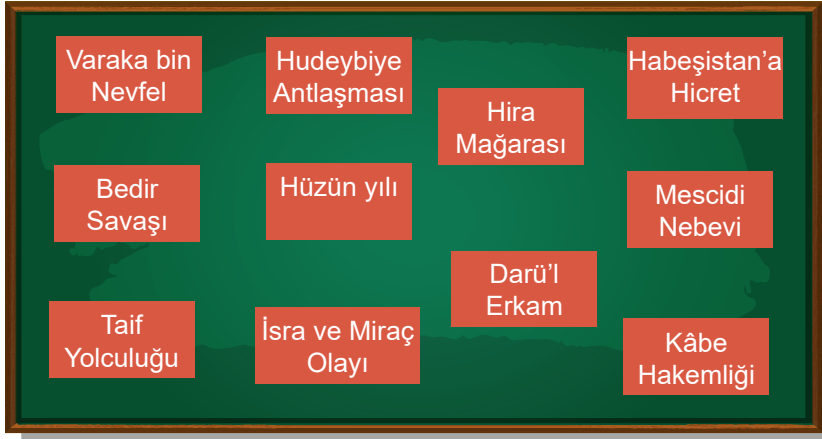 Varaka bin
Nevfel
Hudeybiye
Antlaşması
Hira
Mağarası
Habeşistan’a
Hicret
Bedir
Savaşı
Hüzün yılı
Mescidi
Nebevi
Darü’l
Erkam
Taif
Yolculuğu
İsra ve Miraç
Olayı
Kâbe
Hakemliği